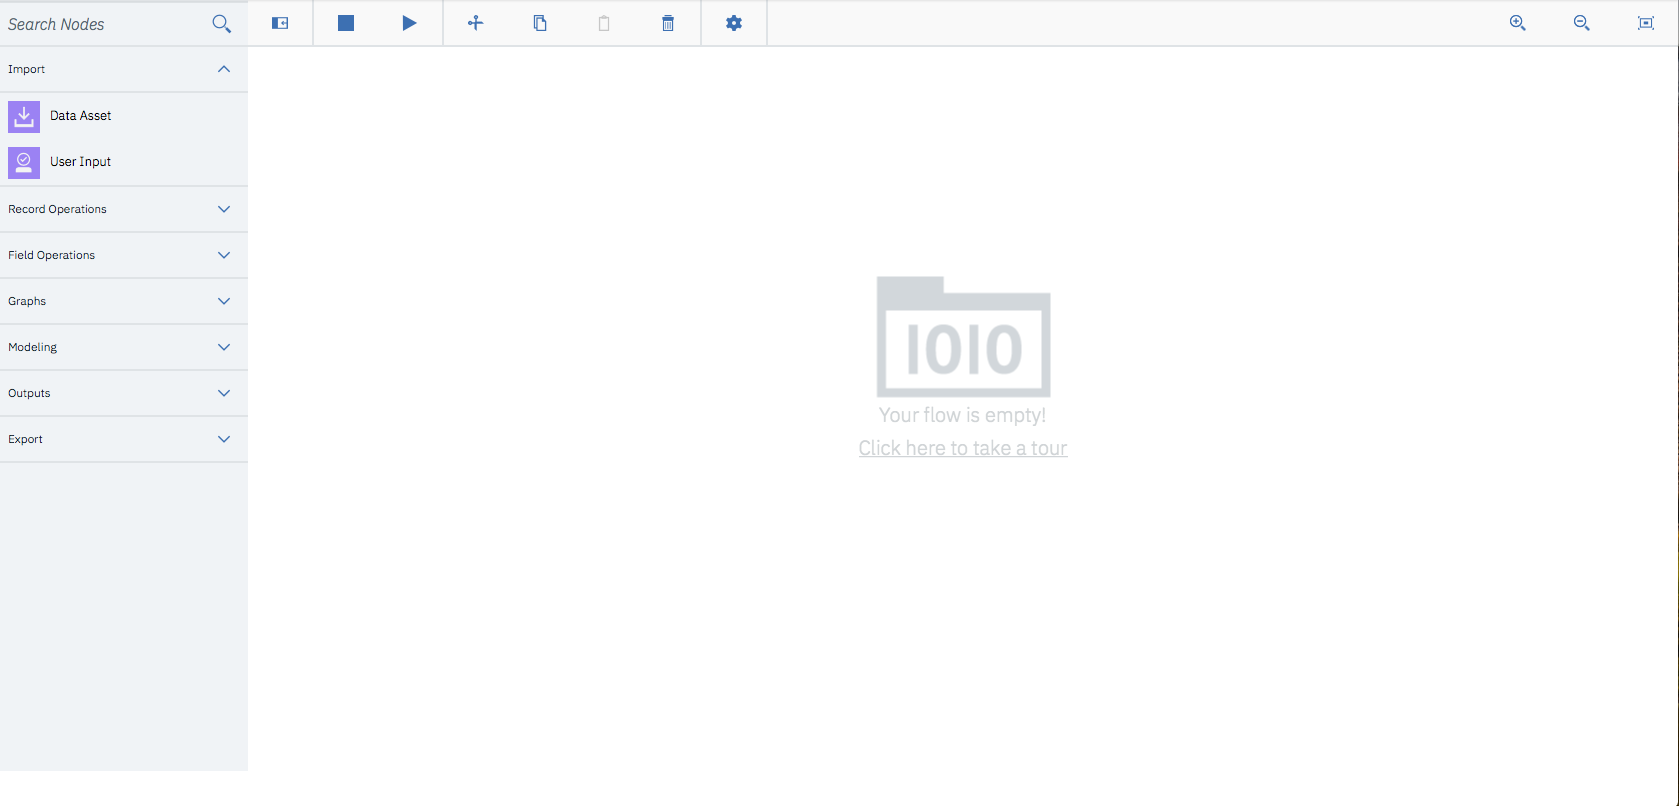 Search Nodes
Import
Data Asset
User Input
Record Operations
Field Operations
Graphs
Modeling
Outputs
Export
1010
Your flow is empty!
Click here to take a tour